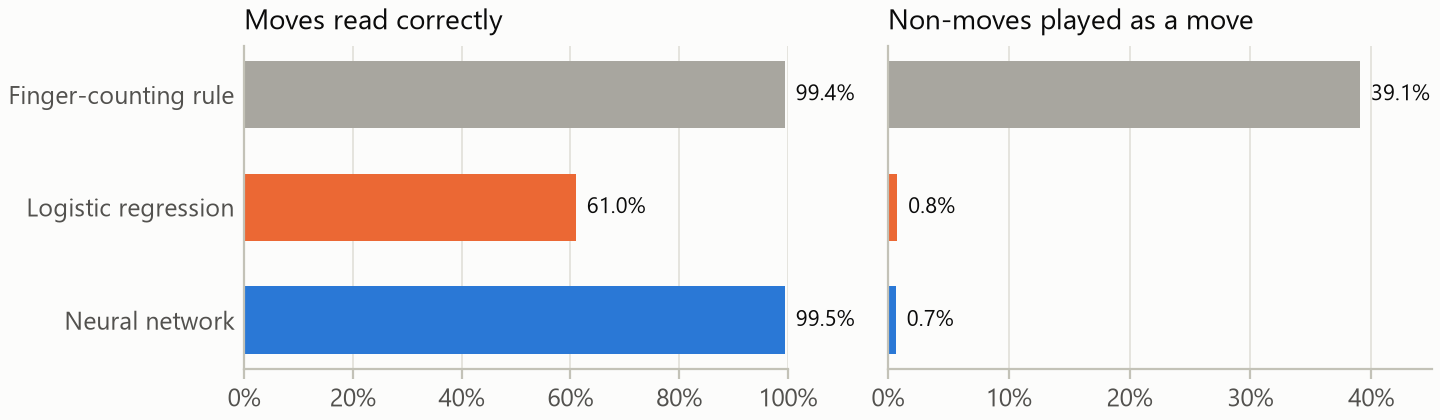 Moves read correctly
Non-moves played as a move
Finger-counting rule
99.4%
39.1%
Logistic regression
61.0%
0.8%
Neural network
99.5%
0.7%
0% 20% 40% 60% 80% 100%
0% 10% 20% 30% 40%